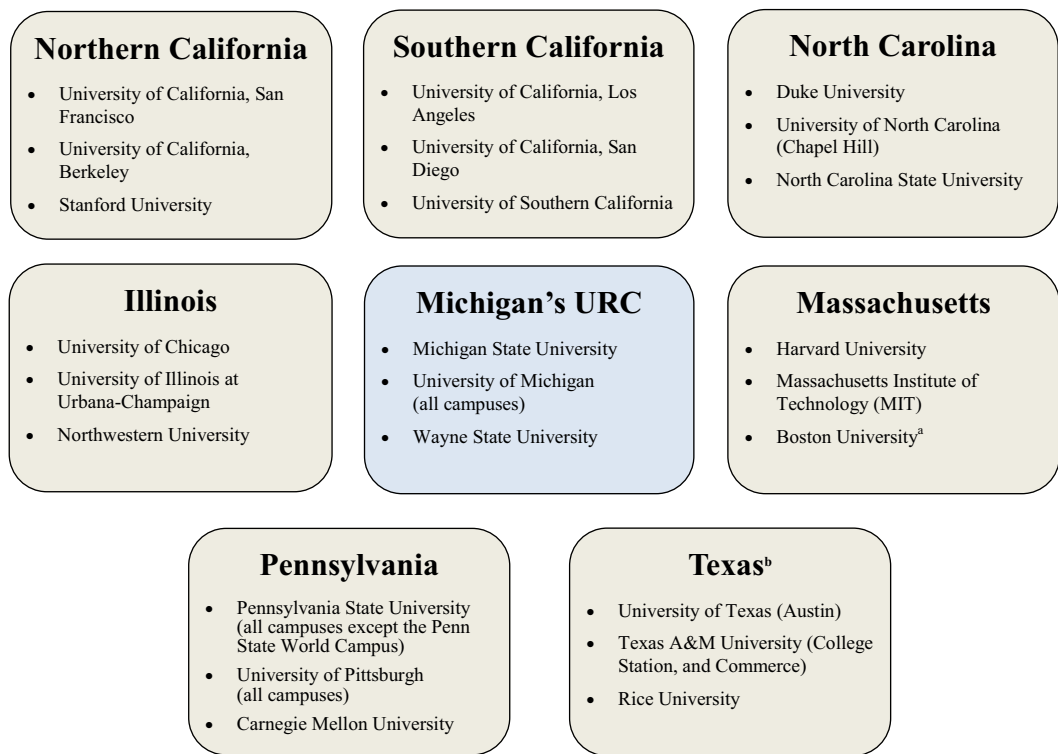 Northern California
• University of California, San
Francisco
• University of California,
Berkeley
• Stanford University
Southern California
• University of California, Los
Angeles
• University of California, San
Diego
• University of Southern California
North Carolina
• Duke University
• University of North Carolina
(Chapel Hill)
• North Carolina State University
Illinois
• University of Chicago
• University of Illinois at
Urbana-Champaign
• Northwestern University
Michigan’s URC
• Michigan State University
• University of Michigan
(all campuses)
• Wayne State University
Massachusetts
• Harvard University
• Massachusetts Institute of
Technology (MIT)
• Boston Universityᵃ
Pennsylvania
• Pennsylvania State University
(all campuses except the Penn
State World Campus)
• University of Pittsburgh
(all campuses)
• Carnegie Mellon University
Texasᵇ
• University of Texas (Austin)
• Texas A&M University (College
Station, and Commerce)
• Rice University